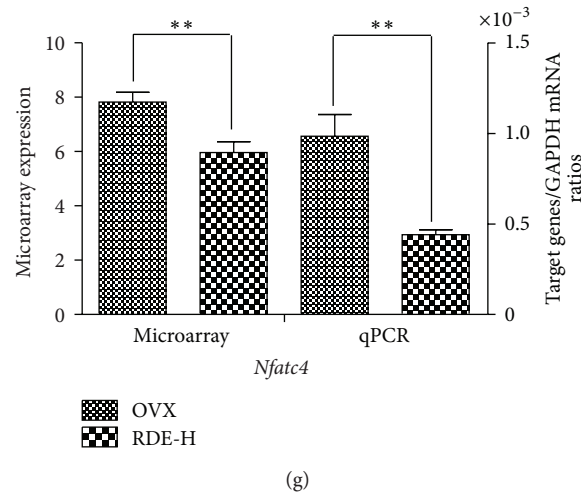 ** **
×10⁻³
10
8
6
4
2
0
Microarray expression
1.5
1.0
0.5
0
Target genes/GAPDH mRNA
ratios
Microarray qPCR
Nfatc4
OVX
RDE-H
(g)